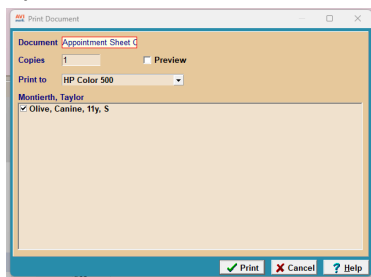 AVI
Print Document
Document Appointment Sheet C
Copies 1 Preview
Print to HP Color 500
Montierth, Taylor
Olive, Canine, 11y, S
Print Cancel ? Help